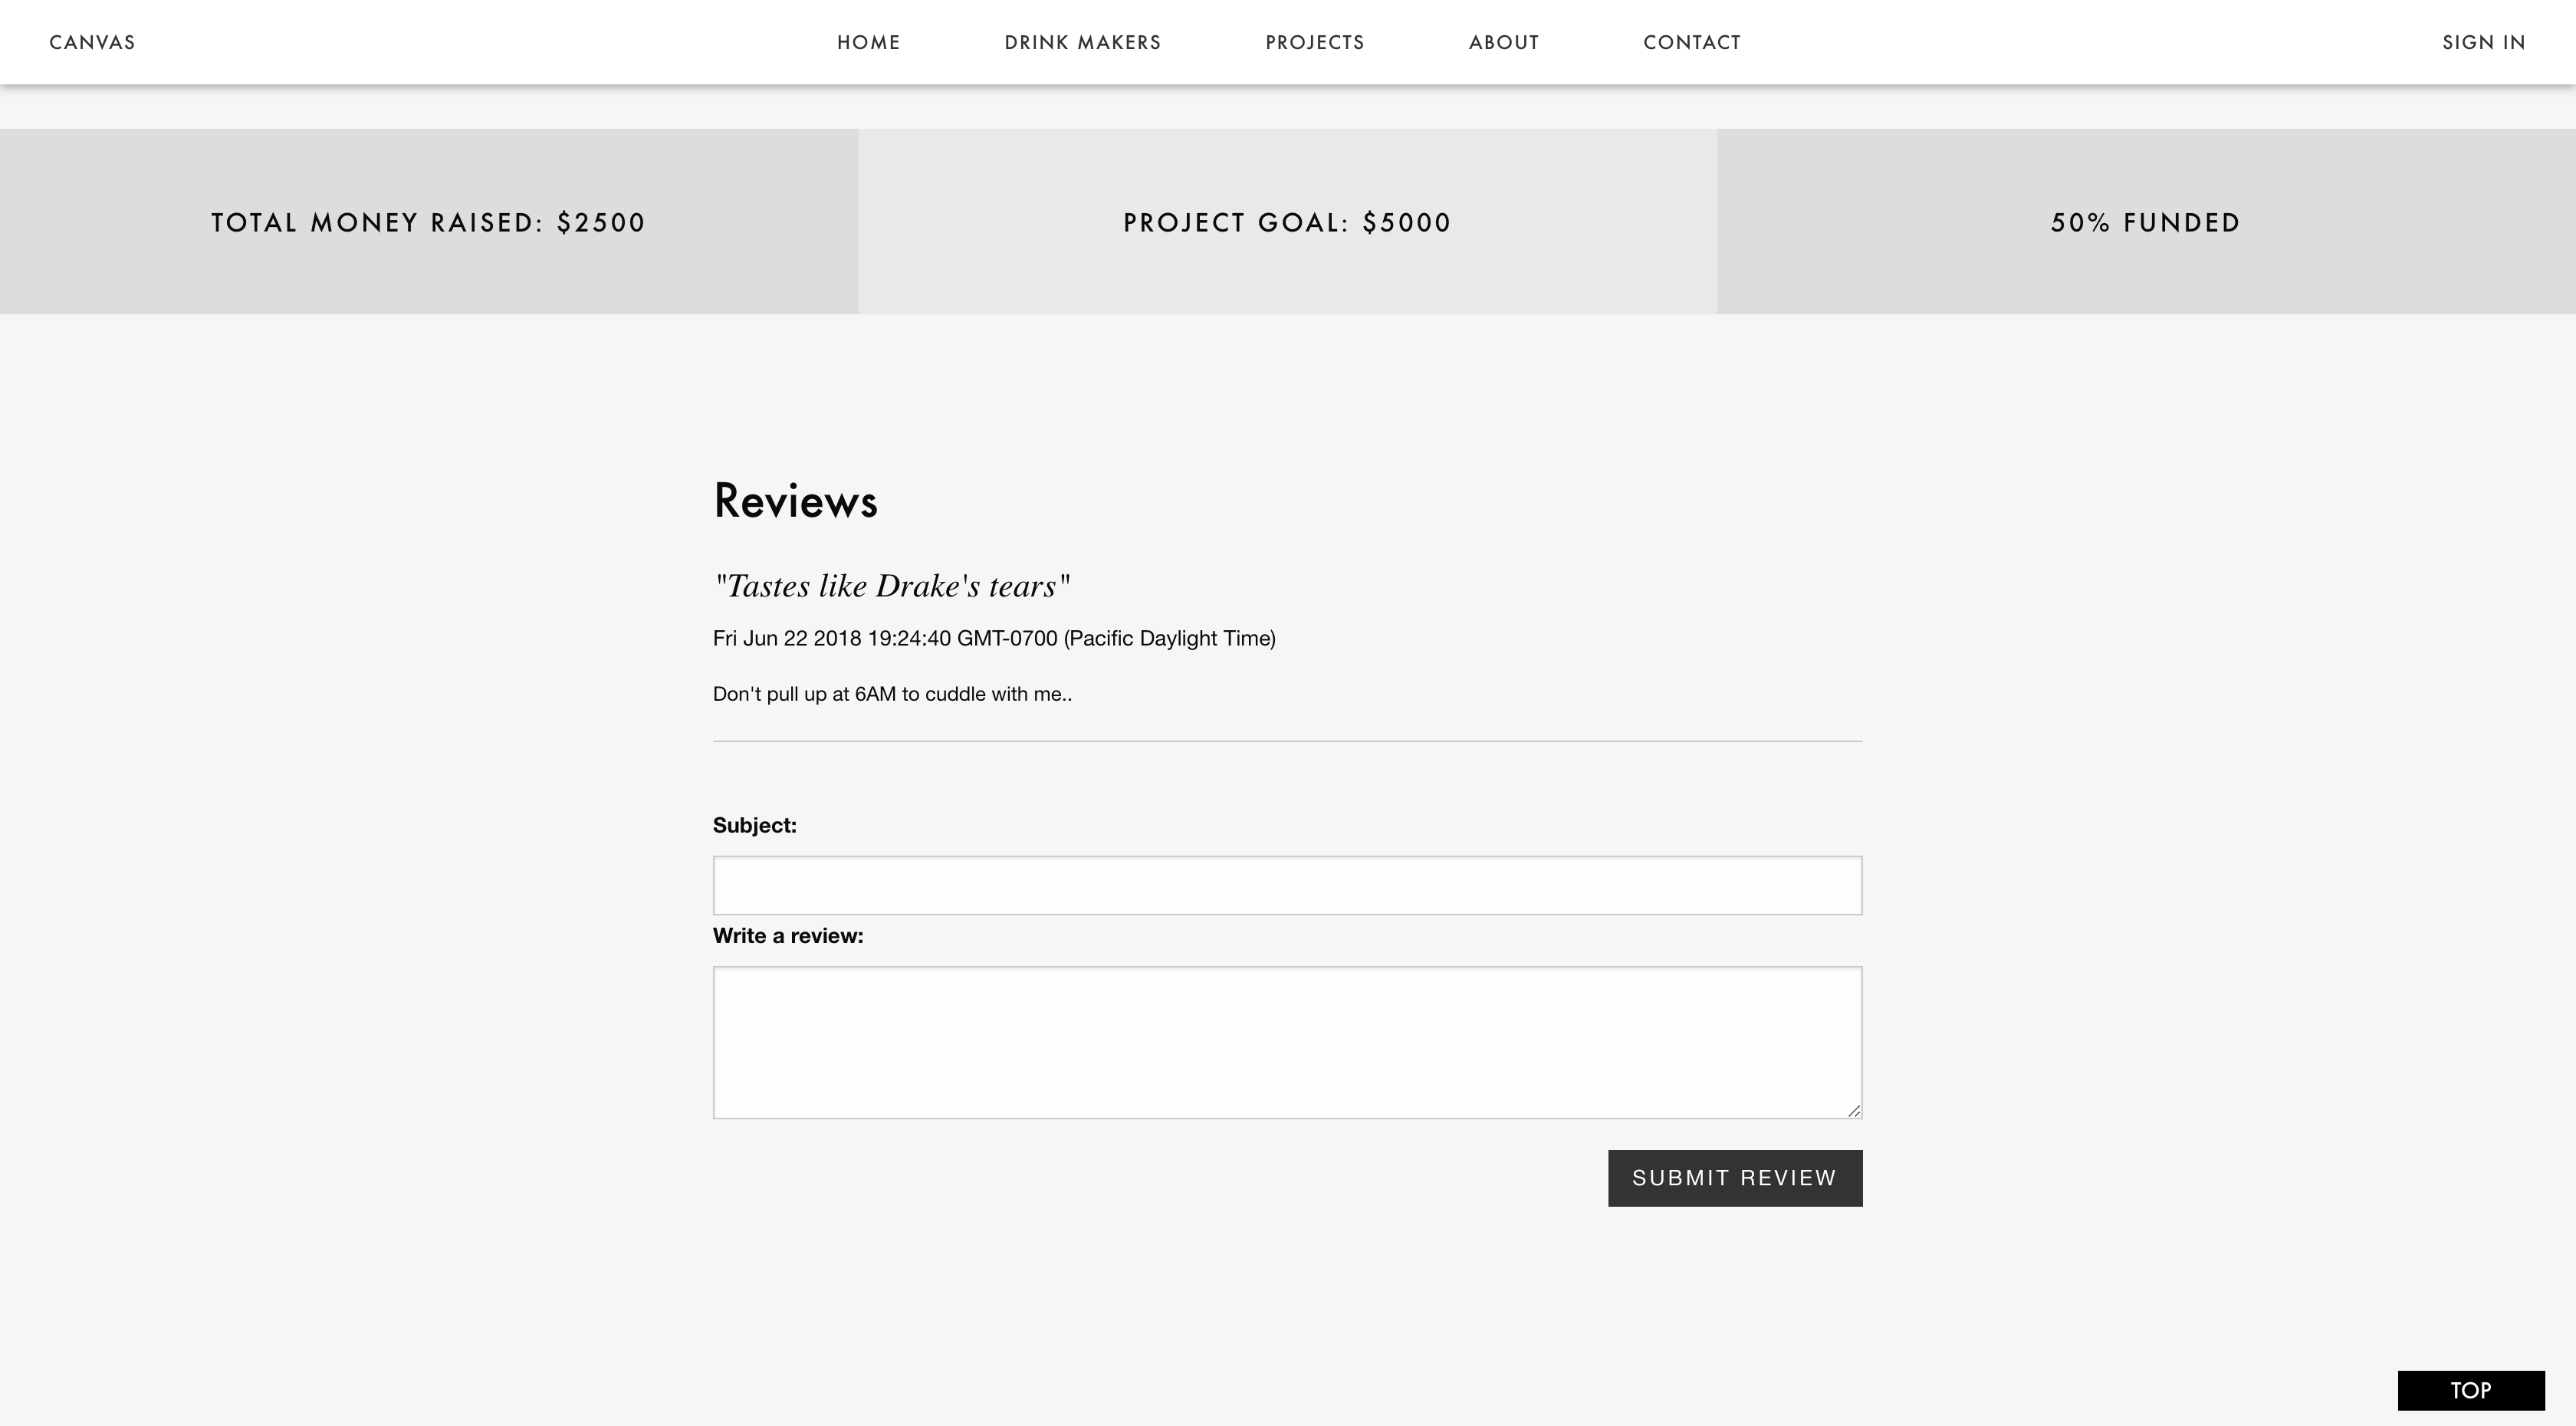 CANVAS HOME DRINK MAKERS PROJECTS ABOUT CONTACT SIGN IN
TOTAL MONEY RAISED: $2500 PROJECT GOAL: $5000 50% FUNDED
Reviews
"Tastes like Drake's tears"
Fri Jun 22 2018 19:24:40 GMT-0700 (Pacific Daylight Time)
Don't pull up at 6AM to cuddle with me..
Subject:
Write a review:
SUBMIT REVIEW
TOP